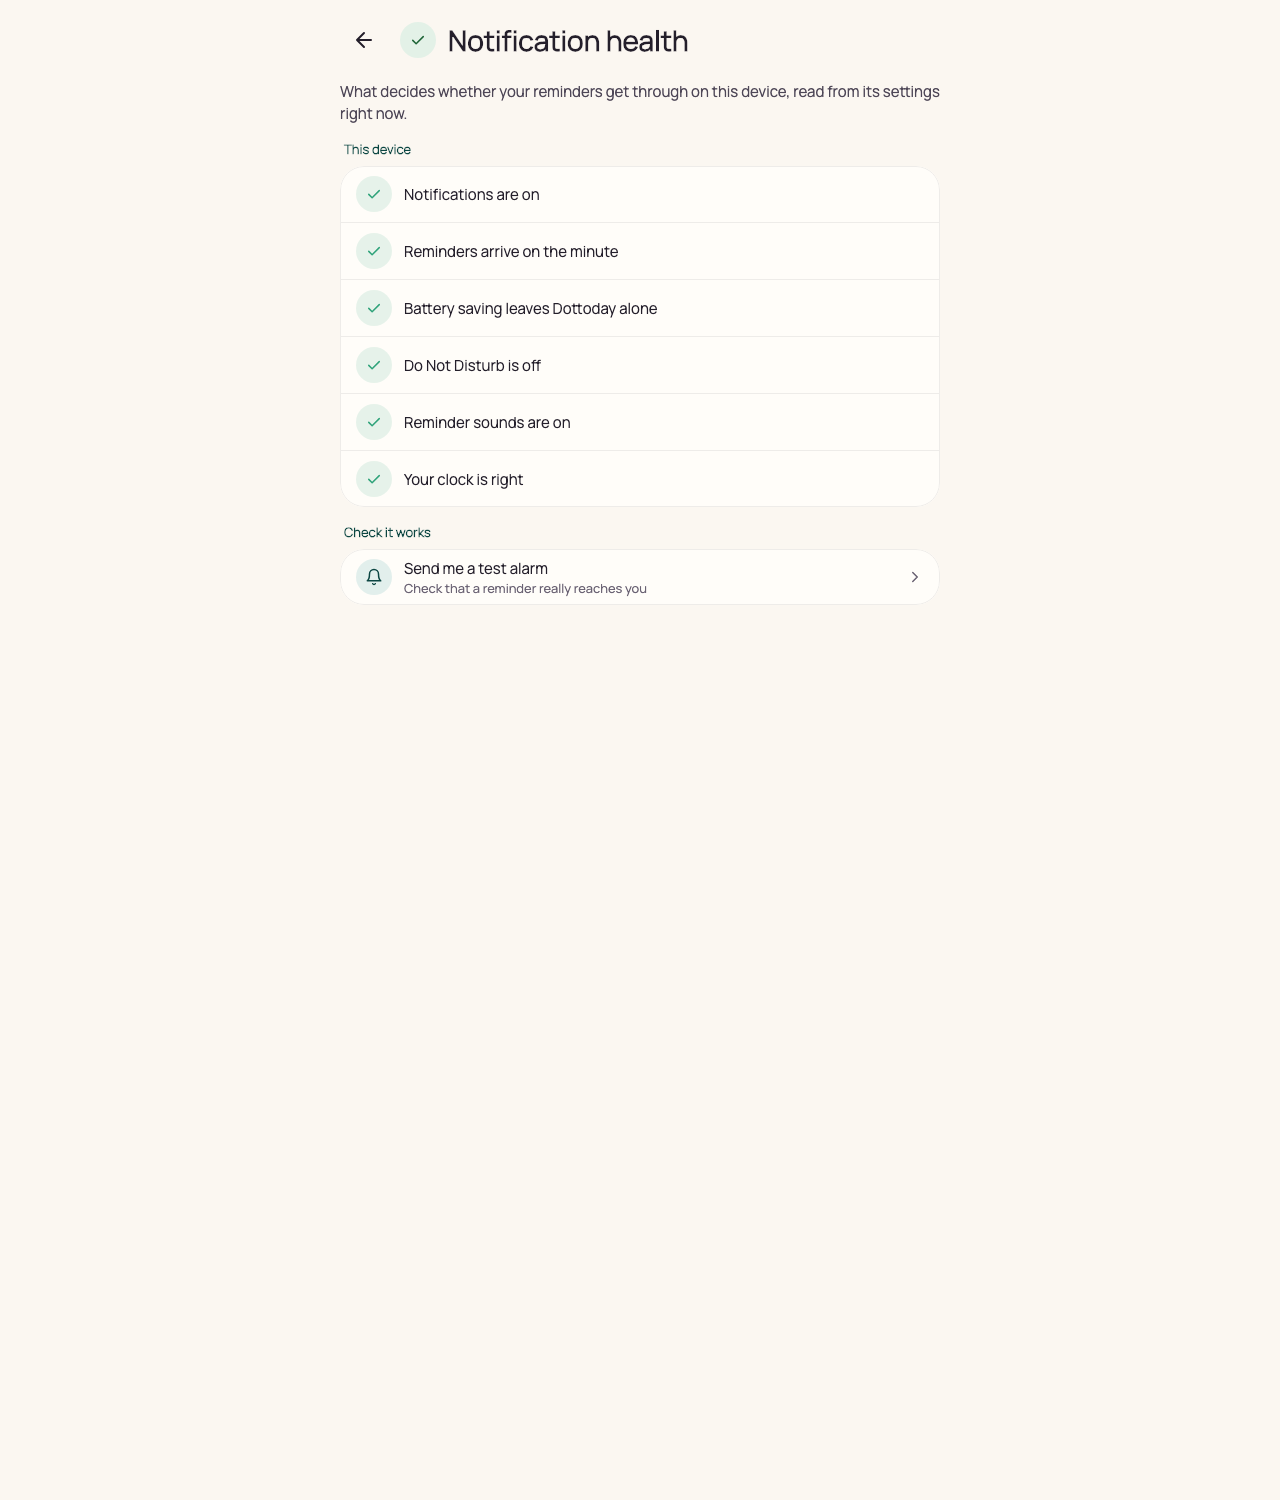 Notification health
What decides whether your reminders get through on this device, read from its settings
right now.
This device
Notifications are on
Reminders arrive on the minute
Battery saving leaves Dottoday alone
Do Not Disturb is off
Reminder sounds are on
Your clock is right
Check it works
Send me a test alarm
Check that a reminder really reaches you